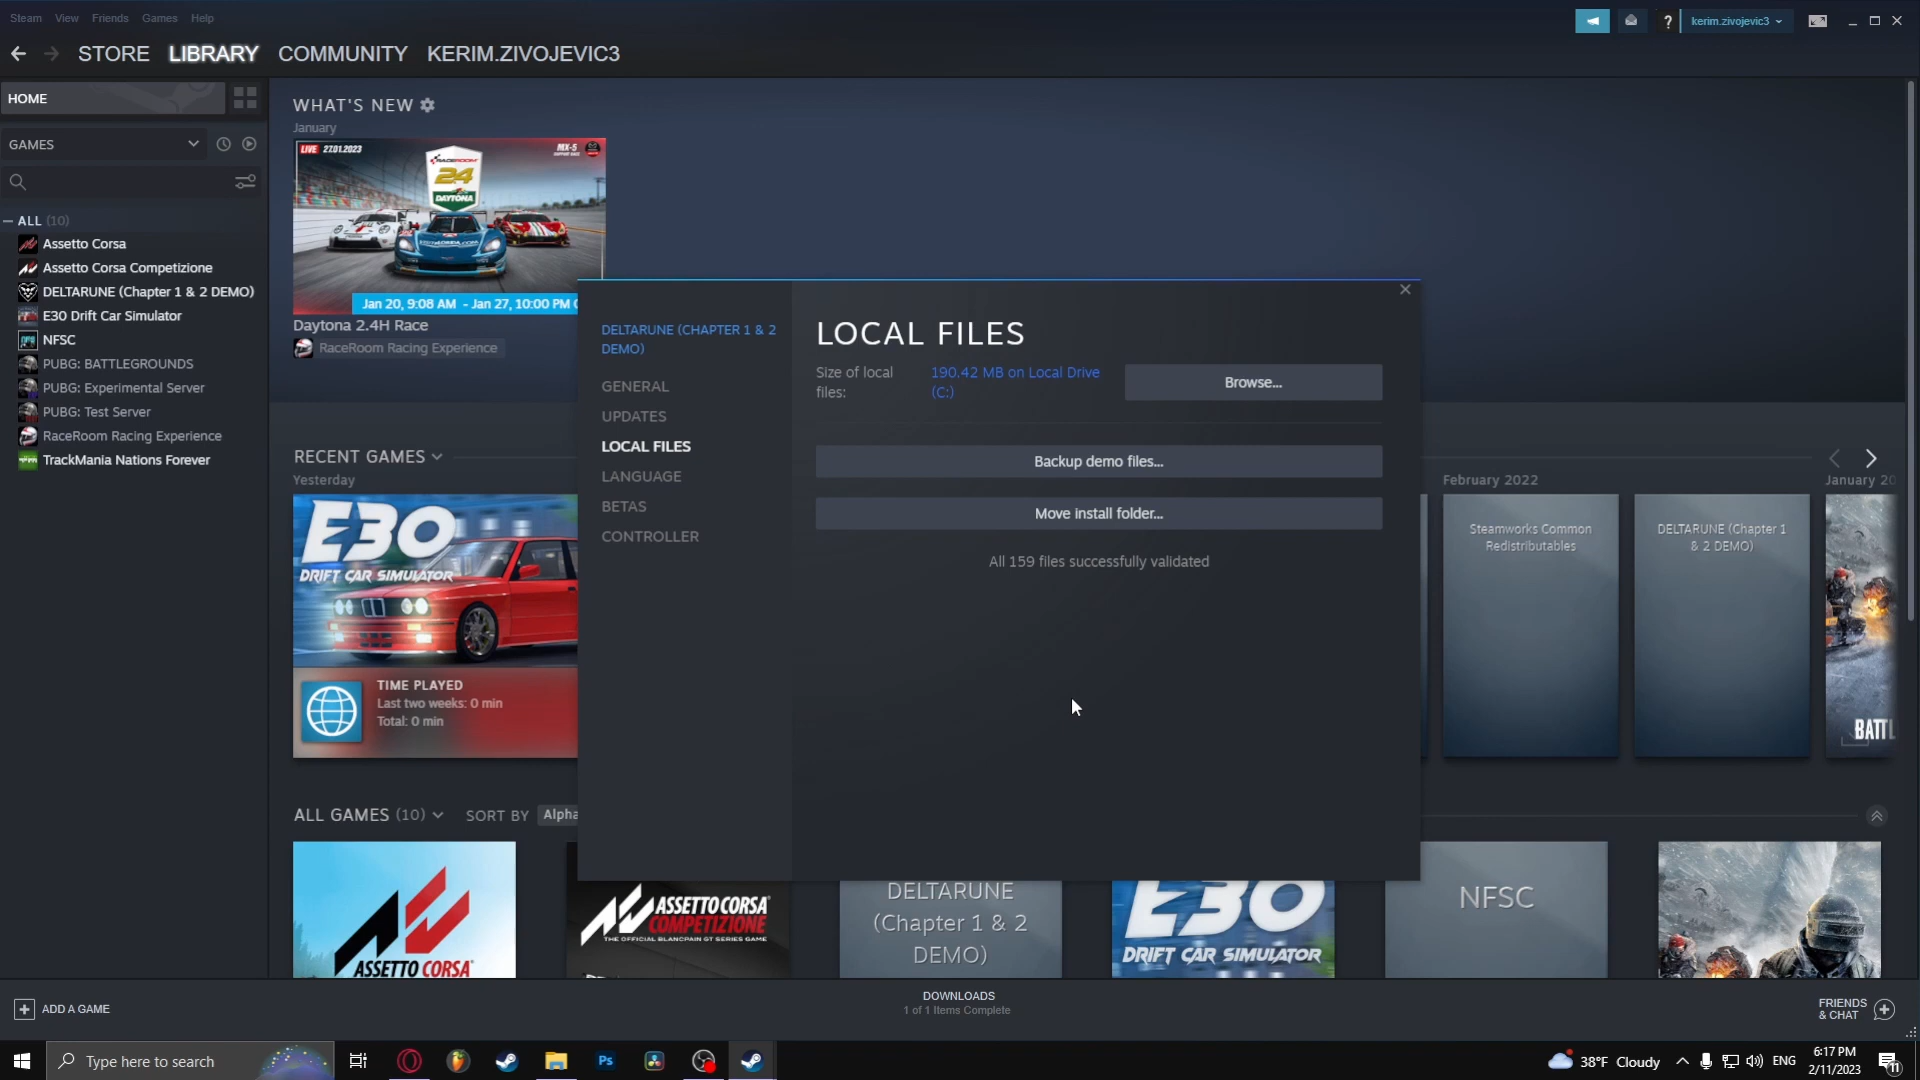 Steam View Friends Games Help
kerim.zivojevic3
STORE LIBRARY COMMUNITY KERIM.ZIVOJEVIC3
HOME
GAMES
ALL (10)
Assetto Corsa
Assetto Corsa Competizione
DELTARUNE (Chapter 1 & 2 DEMO)
E30 Drift Car Simulator
NFSC
PUBG: BATTLEGROUNDS
PUBG: Experimental Server
PUBG: Test Server
RaceRoom Racing Experience
TrackMania Nations Forever
WHAT'S NEW
January
LIVE 27.01.2023
MX-5
RACEROOM
24
DAYTONA
Jan 20, 9:08 AM - Jan 27, 10:00 PM
Daytona 2.4H Race
RaceRoom Racing Experience
RECENT GAMES
Yesterday
E30
DRIFT CAR SIMULATOR
TIME PLAYED
Last two weeks: 0 min
Total: 0 min
DELTARUNE (CHAPTER 1 & 2
DEMO)
GENERAL
UPDATES
LOCAL FILES
LANGUAGE
BETAS
CONTROLLER
LOCAL FILES
Size of local
files:
190.42 MB on Local Drive
(C:)
Browse...
Backup demo files...
Move install folder...
All 159 files successfully validated
February 2022
Steamworks Common
Redistributables
DELTARUNE (Chapter 1
& 2 DEMO)
January 20
BATTL
ALL GAMES (10) SORT BY Alpha
ASSETTO CORSA
ASSETTO CORSA
COMPETIZIONE
THE OFFICIAL BLANCPAIN GT SERIES GAME
DELTARUNE
(Chapter 1 & 2
DEMO)
E30
DRIFT CAR SIMULATOR
NFSC
ADD A GAME
DOWNLOADS
1 of 1 Items Complete
FRIENDS
& CHAT
Type here to search
Ps
38°F Cloudy
ENG
6:17 PM
2/11/2023
11